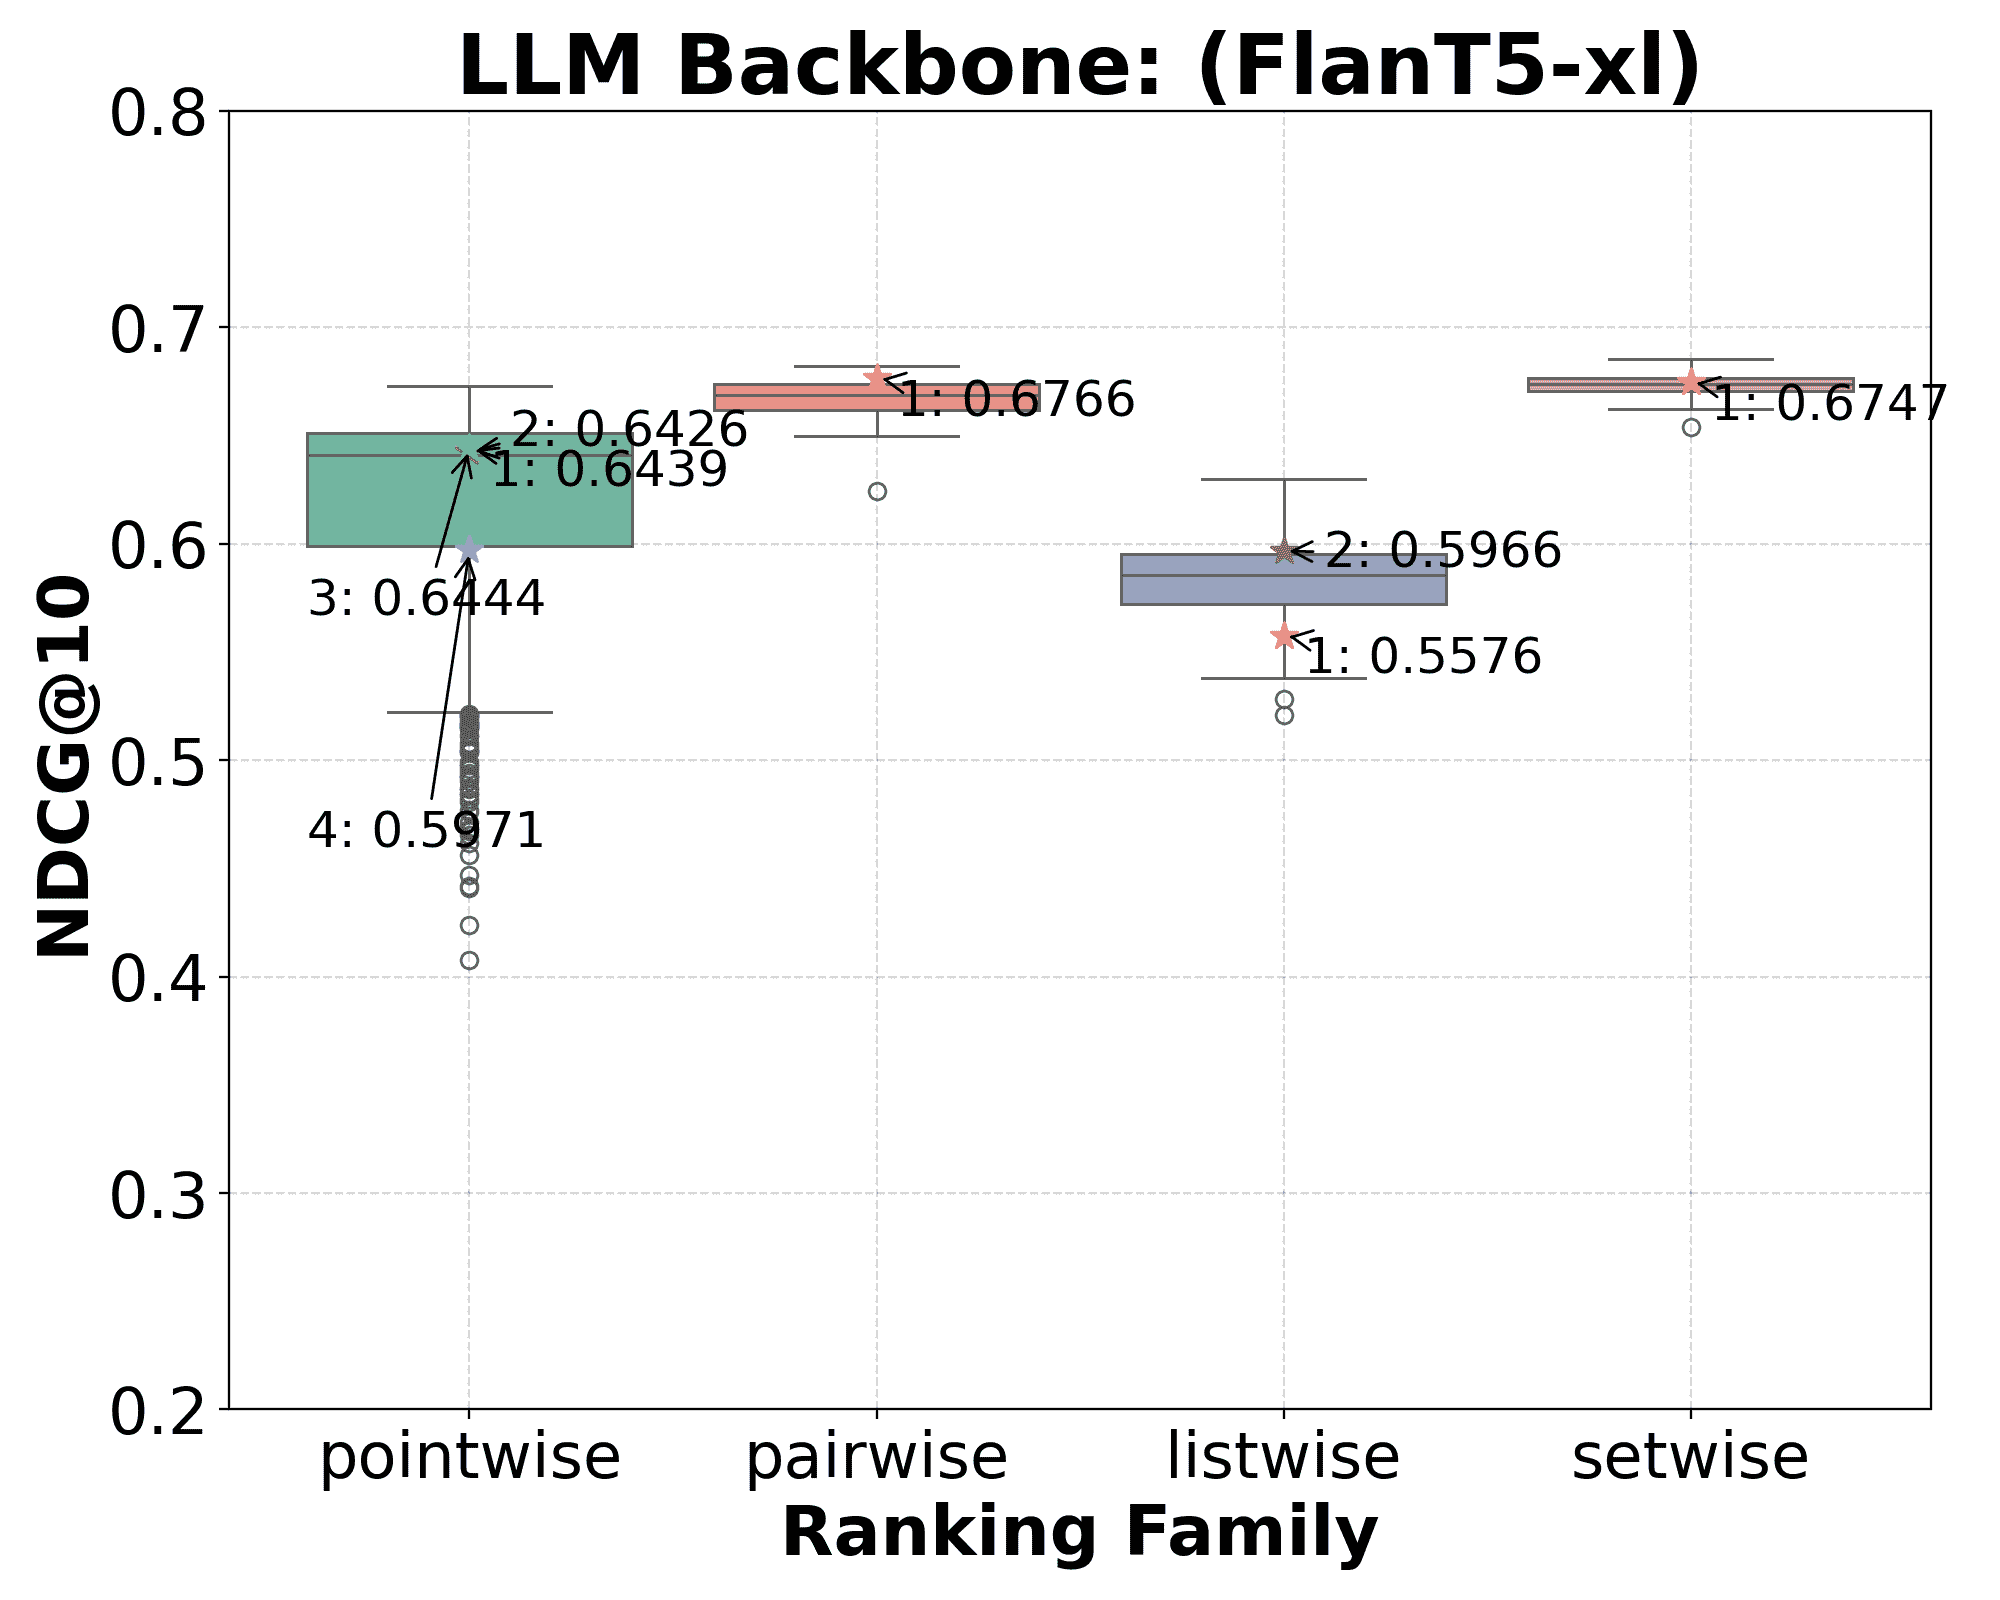 LLM Backbone: (FlanT5-xl)
NDCG@10
0.8
0.7
0.6
0.5
0.4
0.3
0.2
2: 0.6426
1: 0.6439
3: 0.6444
4: 0.5971
1: 0.6766
2: 0.5966
1: 0.5576
1: 0.6747
pointwise
pairwise
listwise
setwise
Ranking Family